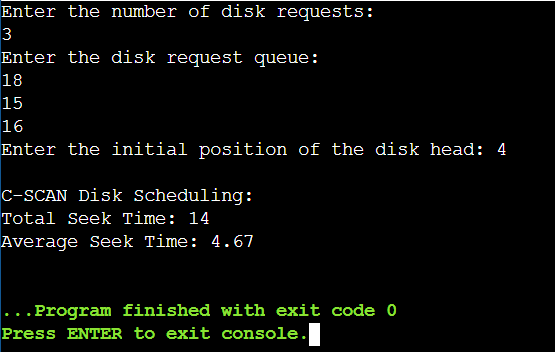 Enter the number of disk requests:
3
Enter the disk request queue:
18
15
16
Enter the initial position of the disk head: 4
C-SCAN Disk Scheduling:
Total Seek Time: 14
Average Seek Time: 4.67
...Program finished with exit code 0
Press ENTER to exit console.